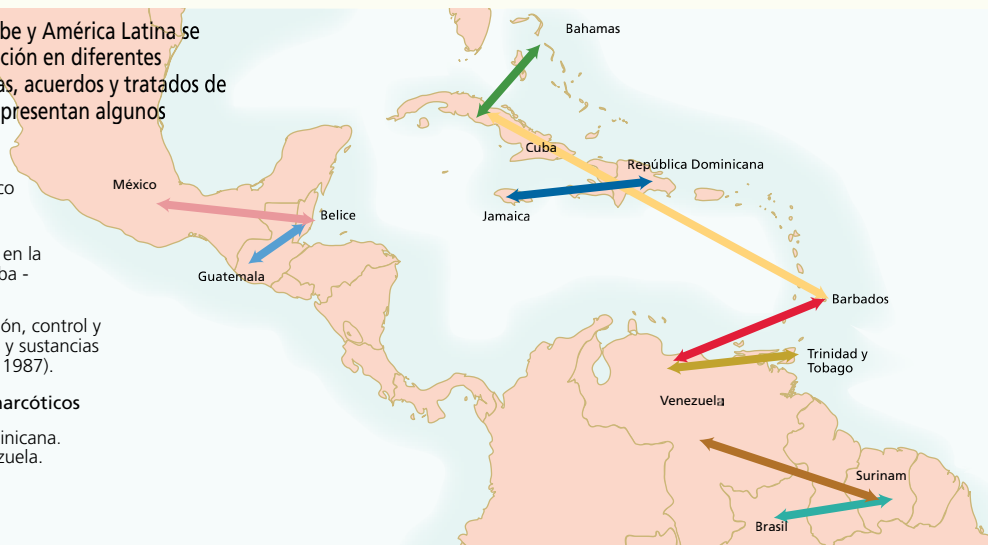 be y América Latina se
ción en diferentes
as, acuerdos y tratados de
presentan algunos
co
en la
ba -
ón, control y
y sustancias
1987).
narcóticos
inicana.
zuela.
Bahamas
Cuba
República Dominicana
México
Jamaica
Belice
Guatemala
Barbados
Trinidad y
Tobago
Venezuela
Surinam
Brasil